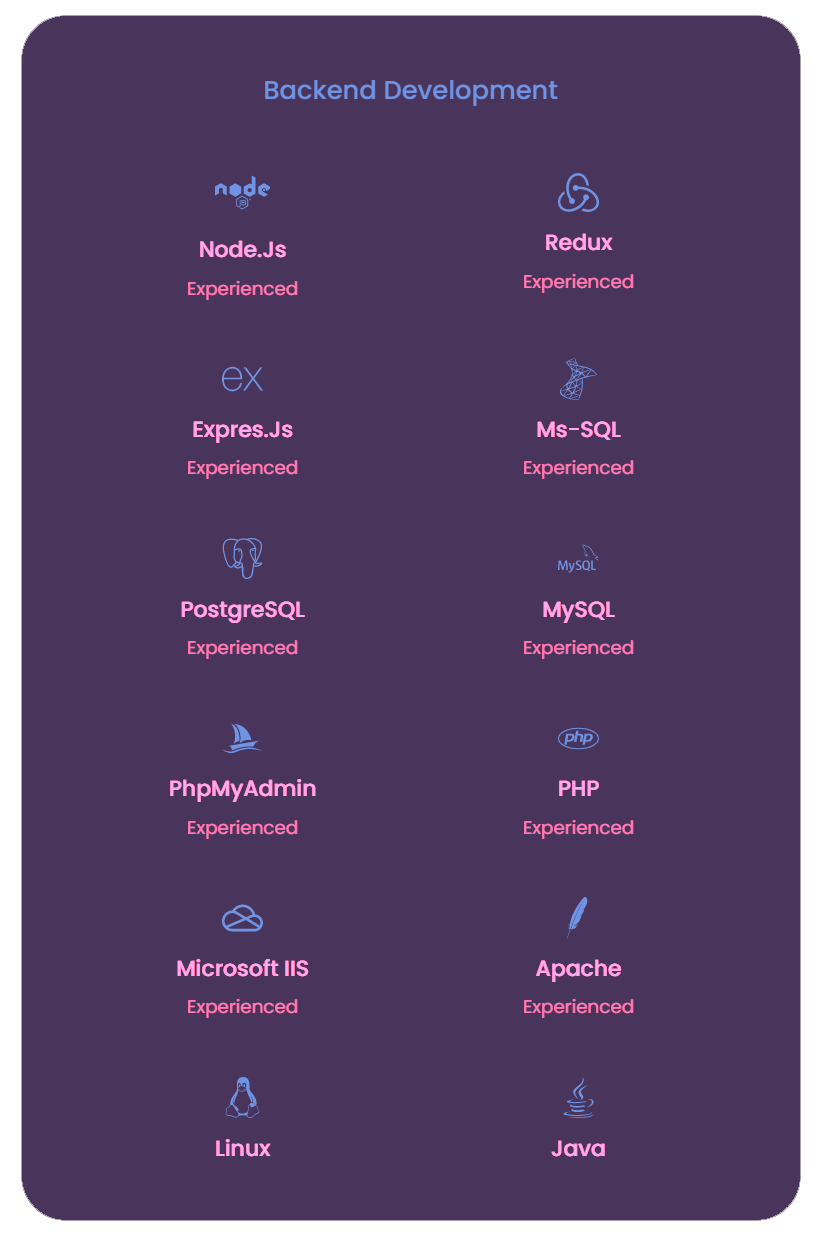 Backend Development
node
JS
Redux
Node.Js
Experienced
Experienced
ex
Expres.Js
Ms-SQL
Experienced
Experienced
MySQL
PostgreSQL
MySQL
Experienced
Experienced
php
PhpMyAdmin
PHP
Experienced
Experienced
Microsoft IIS
Apache
Experienced
Experienced
Linux
Java